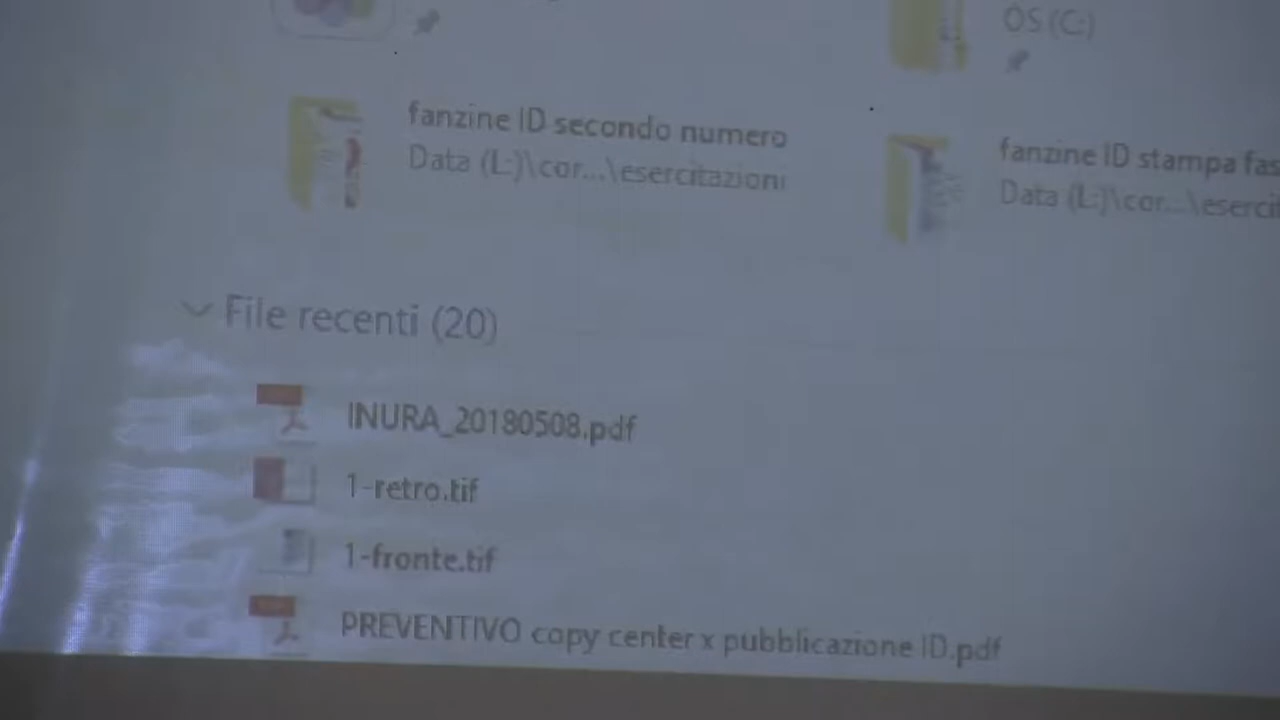 OS (C:)
fanzine ID secondo numero
Data (L:)\cor...\esercitazioni
fanzine ID stampa fas
Data (L:)\cor...\eserci
File recenti (20)
INURA_20180508.pdf
1-retro.tif
1-fronte.tif
PREVENTIVO copy center x pubblicazione ID.pdf